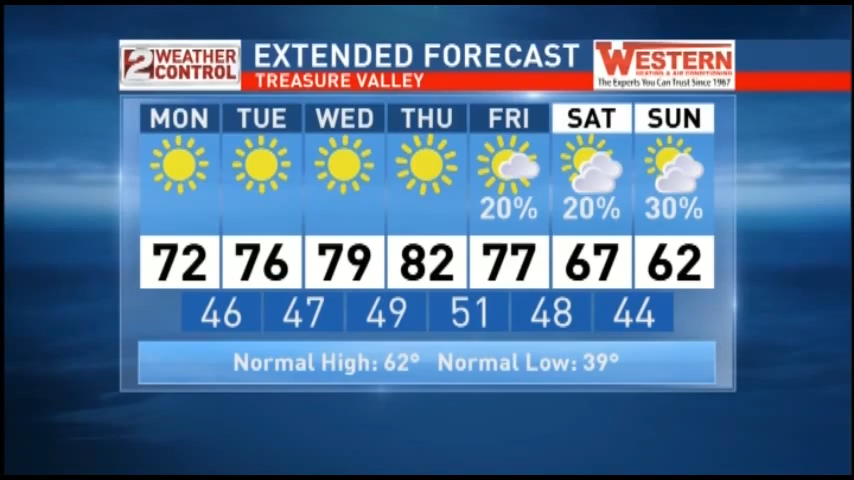 2 WEATHER CONTROL
EXTENDED FORECAST
TREASURE VALLEY
WESTERN
HEATING & AIR CONDITIONING
The Experts You Can Trust Since 1967
MON TUE WED THU FRI SAT SUN
20% 20% 30%
72 76 79 82 77 67 62
46 47 49 51 48 44
Normal High: 62° Normal Low: 39°